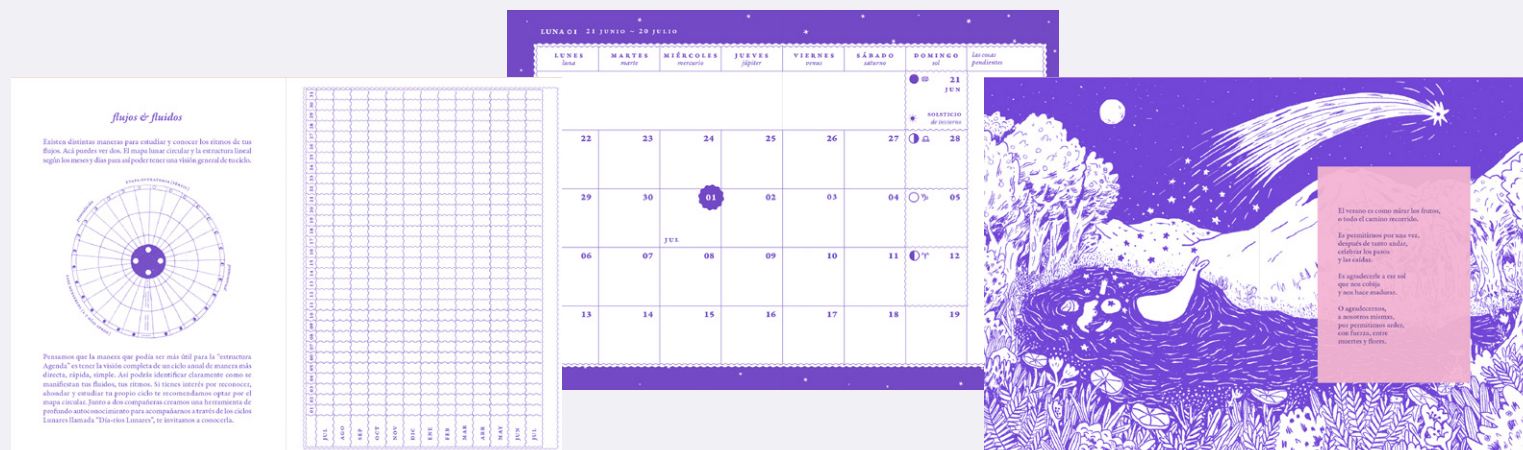 flujos & fluidos
Existen distintas maneras para estudiar y conocer los ritmos de tus
flujos. Acá puedes ver dos. El mapa lunar circular y la estructura lineal
según los meses y días para así poder tener una visión general de tu ciclo.
Pensamos que la manera que podía ser más útil para la "estructura
Agenda" es tener la visión completa de un ciclo anual de manera más
directa, rápida, simple. Así podrás identificar claramente como se
manifiestan tus fluidos, tus ritmos. Si tienes interés por reconocer,
ahondar y estudiar tu propio ciclo te recomendamos optar por el
mapa circular. Junto a dos compañeras creamos una herramienta de
profundo autoconocimiento para acompañarnos a través de los ciclos
Lunares llamada "Día-ríos Lunares", te invitamos a conocerla.
JUL AGO SEP OCT NOV DIC ENE FEB MAR ABR MAY JUN JUL
LUNA 01 21 JUNIO ~ 20 JULIO
LUNES MARTES MIÉRCOLES JUEVES VIERNES SÁBADO DOMINGO las cosas
luna marte mercurio júpiter venus saturno sol pendientes
21
JUN
SOLSTICIO
de invierno
22 23 24 25 26 27 28
29 30 01 02 03 04 05
JUL
06 07 08 09 10 11 12
13 14 15 16 17 18 19
El verano es como mirar los frutos,
o todo el camino recorrido.
Es permitirnos por una vez,
después de tanto andar,
celebrar los pasos
y las caídas.
Es agradecerle a ese sol
que nos cobija
y nos hace madurar.
O agradecernos,
a nosotros mismas,
por permitirnos arder,
con fuerza, entre
muertes y flores.